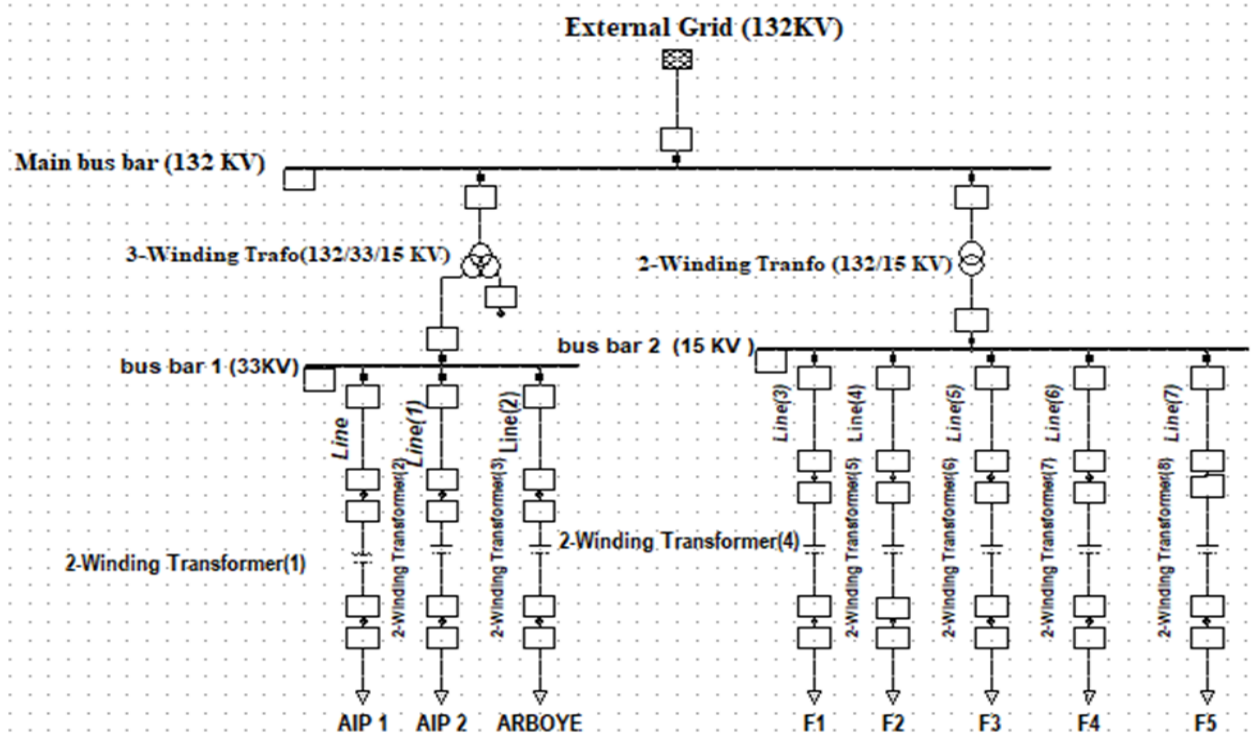 External Grid (132KV)
Main bus bar (132 KV)
3-Winding Trafo(132/33/15 KV)
2-Winding Tranfo (132/15 KV)
bus bar 1 (33KV)
bus bar 2 (15 KV )
Line
Line(1)
Line(2)
Line(3)
Line(4)
Line(5)
Line(6)
Line(7)
2-Winding Transformer(1)
2-Winding Transformer(2)
2-Winding Transformer(3)
2-Winding Transformer(4)
2-Winding Transformer(5)
2-Winding Transformer(6)
2-Winding Transformer(7)
2-Winding Transformer(8)
AIP 1
AIP 2
ARBOYE
F1
F2
F3
F4
F5